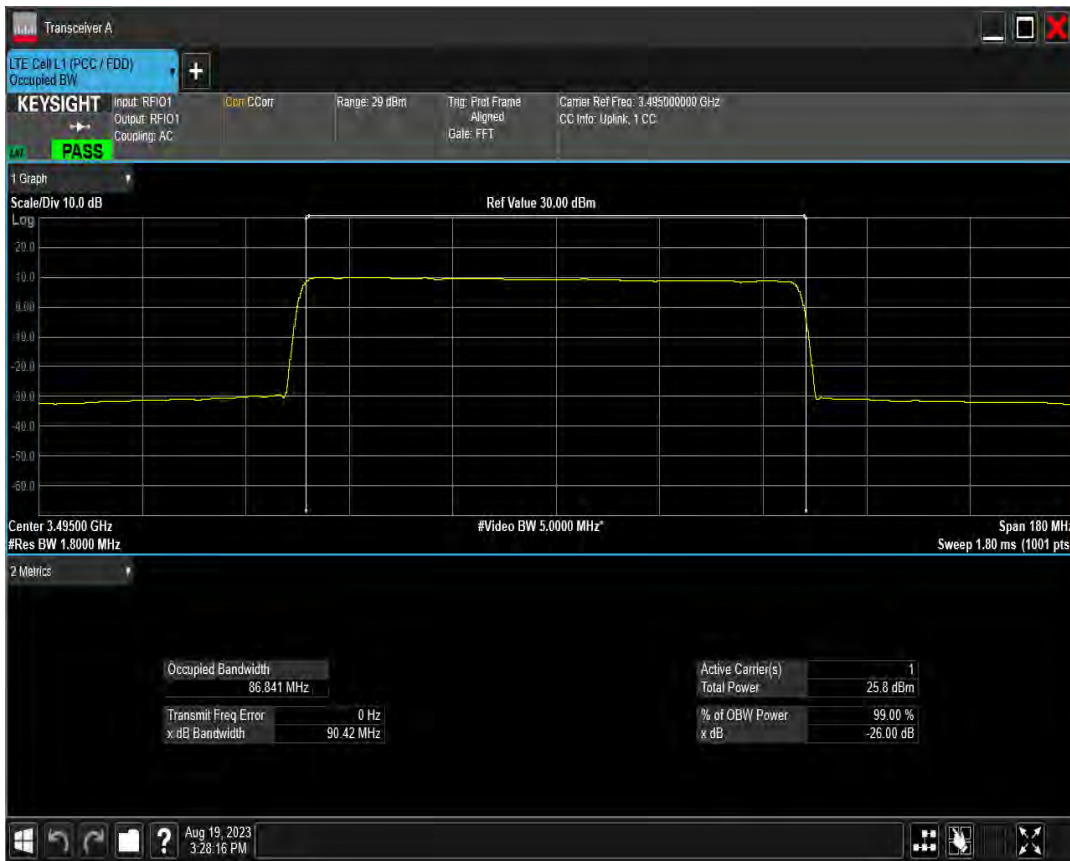 Transceiver A
LTE Cell L1 (PCC / FDD)
Occupied BW
+
KEYSIGHT
Input: RFIO1
Output: RFIO1
Coupling: AC
Corr CCorr
Range: 29 dBm
Trig: Prot Frame
Aligned
Gate: FFT
Carrier Ref Freq: 3.495000000 GHz
CC Info: Uplink, 1 CC
PASS
1 Graph
Scale/Div 10.0 dB
Ref Value 30.00 dBm
Log
20.0
10.0
0.00
-10.0
-20.0
-30.0
-40.0
-50.0
-60.0
Center 3.49500 GHz
#Video BW 5.0000 MHz*
Span 180 MHz
#Res BW 1.8000 MHz
Sweep 1.80 ms (1001 pts
2 Metrics
Occupied Bandwidth
86.841 MHz
Transmit Freq Error 0 Hz
x dB Bandwidth 90.42 MHz
Active Carrier(s) 1
Total Power 25.8 dBm
% of OBW Power 99.00 %
x dB -26.00 dB
?
Aug 19, 2023
3:28:16 PM